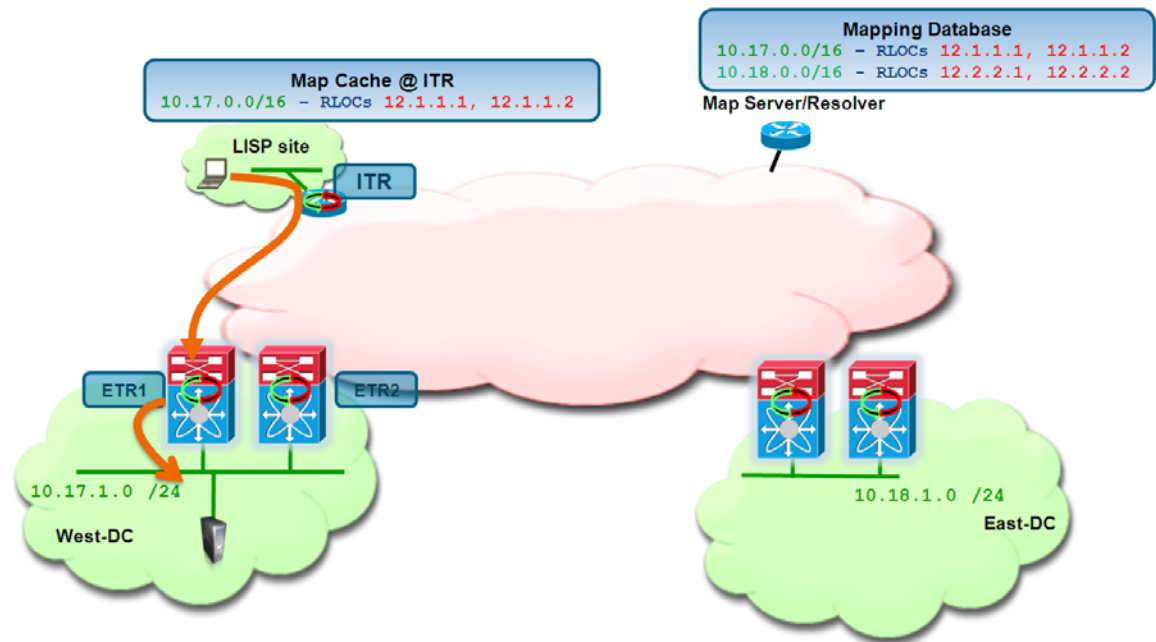 Mapping Database
10.17.0.0/16 – RLOCs 12.1.1.1, 12.1.1.2
10.18.0.0/16 – RLOCs 12.2.2.1, 12.2.2.2
Map Cache @ ITR
10.17.0.0/16 – RLOCs 12.1.1.1, 12.1.1.2
Map Server/Resolver
LISP site
ITR
ETR1
ETR2
10.17.1.0 /24
10.18.1.0 /24
West-DC
East-DC